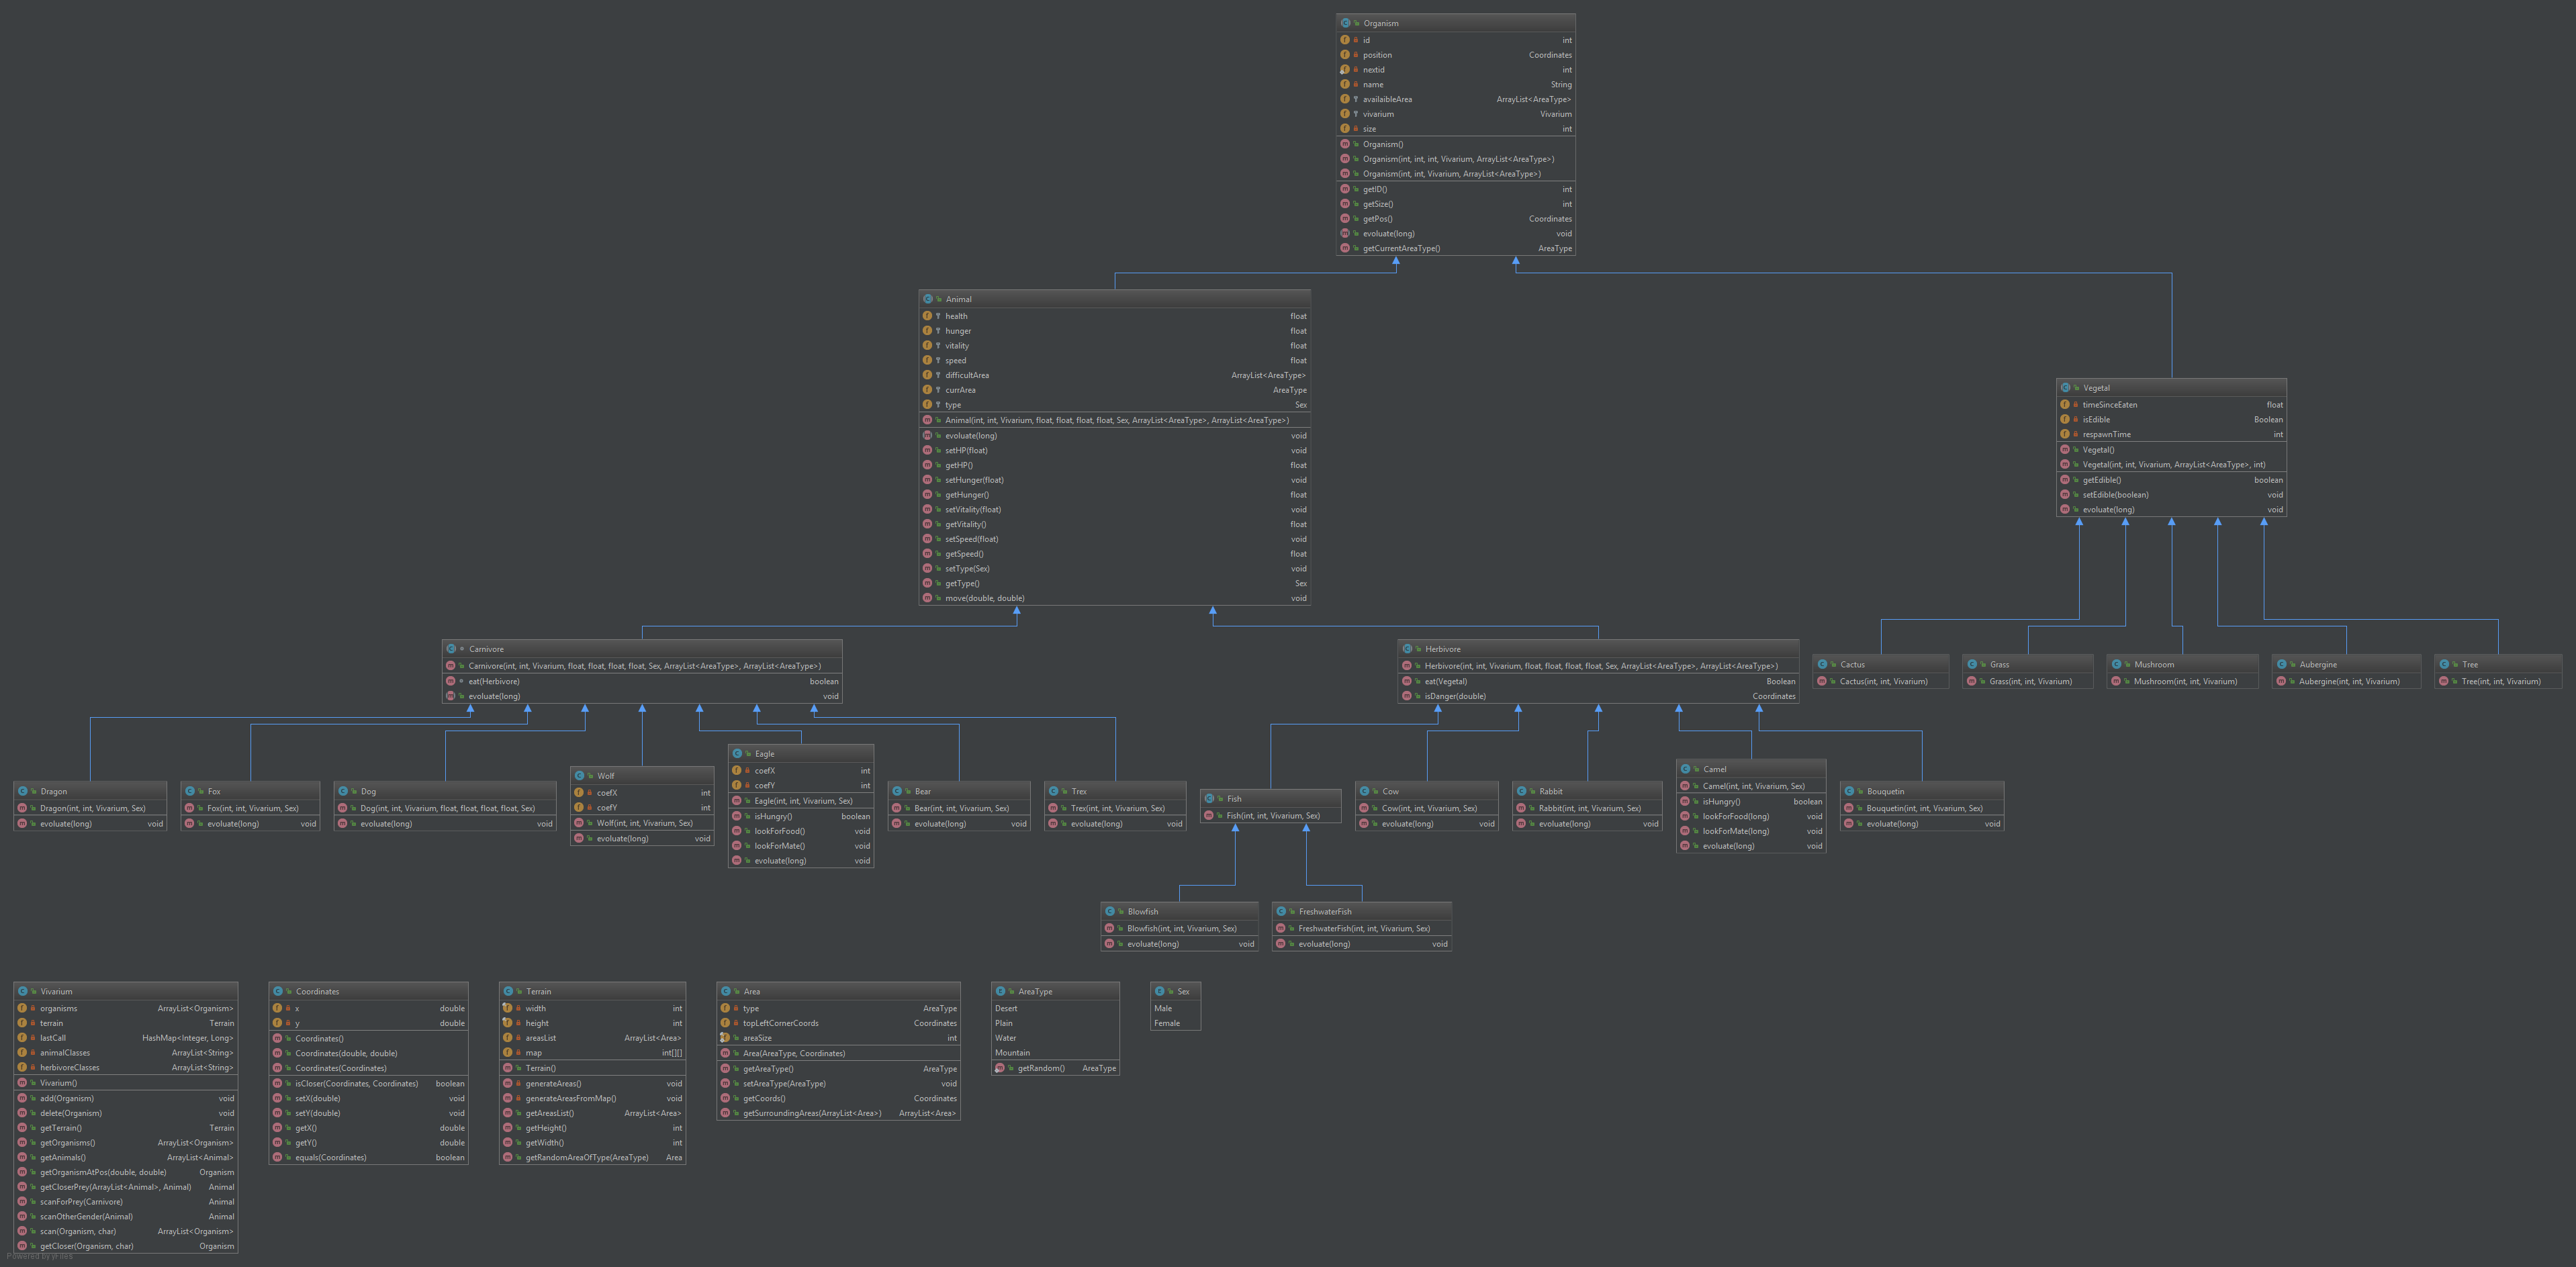 Organism
id int
position Coordinates
nextid int
name String
availaibleArea ArrayList<AreaType>
vivarium Vivarium
size int
Organism()
Organism(int, int, int, Vivarium, ArrayList<AreaType>)
Organism(int, int, Vivarium, ArrayList<AreaType>)
getID() int
getSize() int
getPos() Coordinates
evoluate(long) void
getCurrentAreaType() AreaType
Animal
health float
hunger float
vitality float
speed float
difficultArea ArrayList<AreaType>
currArea AreaType
type Sex
Animal(int, int, Vivarium, float, float, float, float, Sex, ArrayList<AreaType>, ArrayList<AreaType>)
evoluate(long) void
setHP(float) void
getHP() float
setHunger(float) void
getHunger() float
setVitality(float) void
getVitality() float
setSpeed(float) void
getSpeed() float
setType(Sex) void
getType() Sex
move(double, double) void
Vegetal
timeSinceEaten float
isEdible Boolean
respawnTime int
Vegetal()
Vegetal(int, int, Vivarium, ArrayList<AreaType>, int)
getEdible() boolean
setEdible(boolean) void
evoluate(long) void
Carnivore
Carnivore(int, int, Vivarium, float, float, float, float, Sex, ArrayList<AreaType>, ArrayList<AreaType>)
eat(Herbivore) boolean
evoluate(long) void
Herbivore
Herbivore(int, int, Vivarium, float, float, float, float, Sex, ArrayList<AreaType>, ArrayList<AreaType>)
eat(Vegetal) Boolean
isDanger(double) Coordinates
Cactus
Cactus(int, int, Vivarium)
Grass
Grass(int, int, Vivarium)
Mushroom
Mushroom(int, int, Vivarium)
Aubergine
Aubergine(int, int, Vivarium)
Tree
Tree(int, int, Vivarium)
Dragon
Dragon(int, int, Vivarium, Sex)
evoluate(long) void
Fox
Fox(int, int, Vivarium, Sex)
evoluate(long) void
Dog
Dog(int, int, Vivarium, float, float, float, float, Sex)
evoluate(long) void
Wolf
coefX int
coefY int
Wolf(int, int, Vivarium, Sex)
evoluate(long) void
Eagle
coefX int
coefY int
Eagle(int, int, Vivarium, Sex)
isHungry() boolean
lookForFood() void
lookForMate() void
evoluate(long) void
Bear
Bear(int, int, Vivarium, Sex)
evoluate(long) void
Trex
Trex(int, int, Vivarium, Sex)
evoluate(long) void
Fish
Fish(int, int, Vivarium, Sex)
Cow
Cow(int, int, Vivarium, Sex)
evoluate(long) void
Rabbit
Rabbit(int, int, Vivarium, Sex)
evoluate(long) void
Camel
Camel(int, int, Vivarium, Sex)
isHungry() boolean
lookForFood(long) void
lookForMate(long) void
evoluate(long) void
Bouquetin
Bouquetin(int, int, Vivarium, Sex)
evoluate(long) void
Blowfish
Blowfish(int, int, Vivarium, Sex)
evoluate(long) void
FreshwaterFish
FreshwaterFish(int, int, Vivarium, Sex)
evoluate(long) void
Vivarium
organisms ArrayList<Organism>
terrain Terrain
lastCall HashMap<Integer, Long>
animalClasses ArrayList<String>
herbivoreClasses ArrayList<String>
Vivarium()
add(Organism) void
delete(Organism) void
getTerrain() Terrain
getOrganisms() ArrayList<Organism>
getAnimals() ArrayList<Animal>
getOrganismAtPos(double, double) Organism
getCloserPrey(ArrayList<Animal>, Animal) Animal
scanForPrey(Carnivore) Animal
scanOtherGender(Animal) Animal
scan(Organism, char) ArrayList<Organism>
getCloser(Organism, char) Organism
Powered by yFiles
Coordinates
x double
y double
Coordinates()
Coordinates(double, double)
Coordinates(Coordinates)
isCloser(Coordinates, Coordinates) boolean
setX(double) void
setY(double) void
getX() double
getY() double
equals(Coordinates) boolean
Terrain
width int
height int
areasList ArrayList<Area>
map int[][]
Terrain()
generateAreas() void
generateAreasFromMap() void
getAreasList() ArrayList<Area>
getHeight() int
getWidth() int
getRandomAreaOfType(AreaType) Area
Area
type AreaType
topLeftCornerCoords Coordinates
areaSize int
Area(AreaType, Coordinates)
getAreaType() AreaType
setAreaType(AreaType) void
getCoords() Coordinates
getSurroundingAreas(ArrayList<Area>) ArrayList<Area>
AreaType
Desert
Plain
Water
Mountain
getRandom() AreaType
Sex
Male
Female